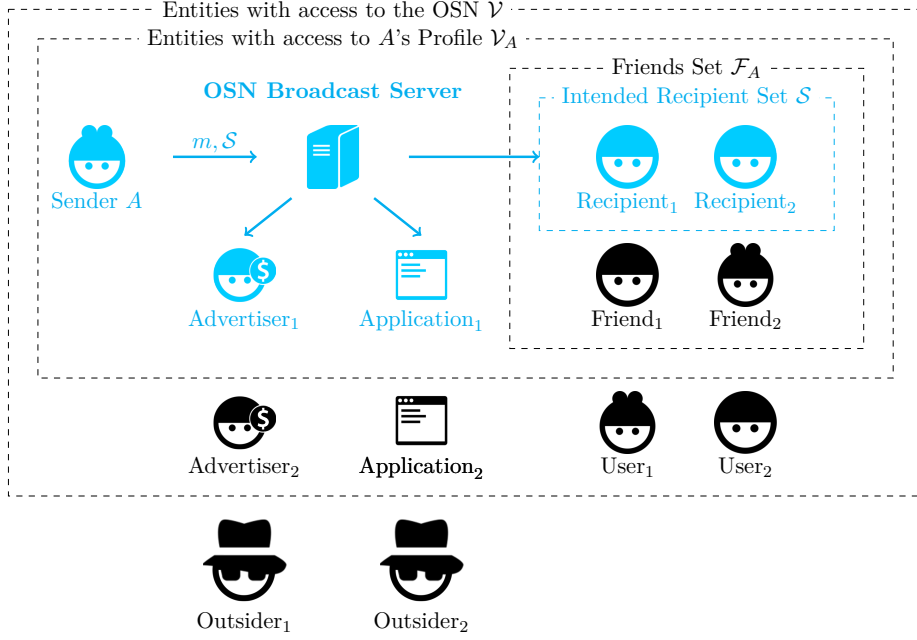 Entities with access to the OSN 𝒱
Entities with access to A's Profile 𝒱_A
Friends Set ℱ_A
OSN Broadcast Server
Intended Recipient Set 𝒮
m, 𝒮
Sender A
Recipient₁
Recipient₂
$
Advertiser₁
Application₁
Friend₁
Friend₂
$
Advertiser₂
Application₂
User₁
User₂
Outsider₁
Outsider₂